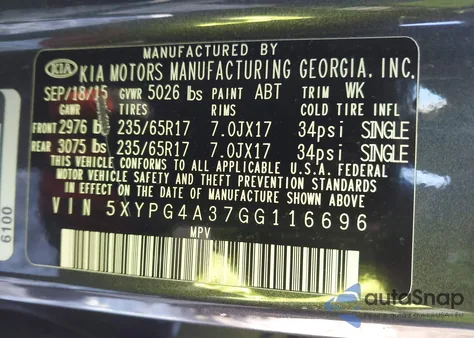 MANUFACTURED BY
KIA KIA MOTORS MANUFACTURING GEORGIA, INC.
SEP/18/15 GVWR 5026 lbs PAINT ABT TRIM WK
GAWR TIRES RIMS COLD TIRE INFL
FRONT 2976 lbs 235/65R17 7.0JX17 34psi SINGLE
REAR 3075 lbs 235/65R17 7.0JX17 34psi SINGLE
THIS VEHICLE CONFORMS TO ALL APPLICABLE U.S.A. FEDERAL
MOTOR VEHICLE SAFETY AND THEFT PREVENTION STANDARDS
IN EFFECT ON THE DATE OF MANUFACTURE SHOWN ABOVE
VIN 5XYPG4A37GG116696
MPV
6100
autoSnap